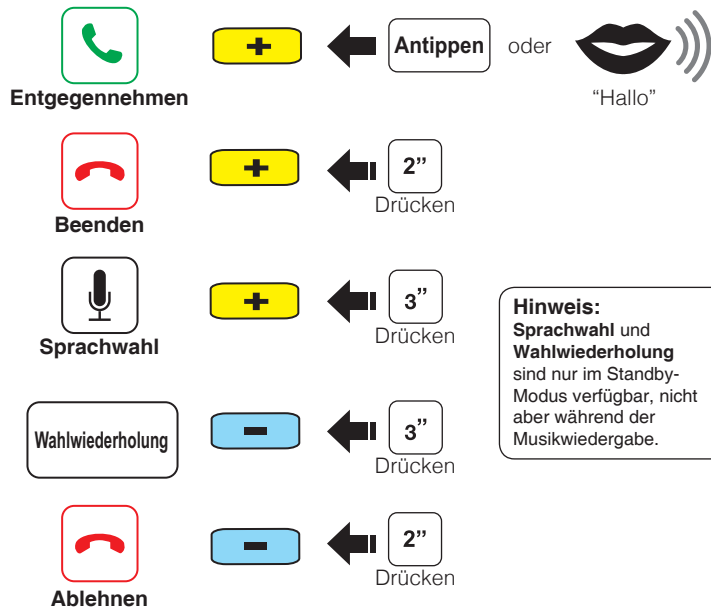 + Antippen oder
Entgegennehmen “Hallo”
+ 2”
Drücken
Beenden
+ 3”
Drücken
Sprachwahl
Hinweis:
Sprachwahl und
Wahlwiederholung
sind nur im Standby-
Modus verfügbar, nicht
aber während der
Musikwiedergabe.
Wahlwiederholung - 3”
Drücken
- 2”
Drücken
Ablehnen